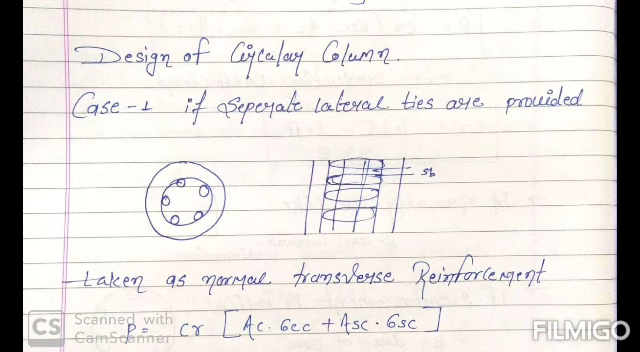 Design of Circular Column.
Case-1 if Seperate lateral ties are provided
Sb
- taken as normal transverse Reinforcement
P = Cr [Ac. σcc + Asc. σsc]
CS Scanned with CamScanner
FILMIGO